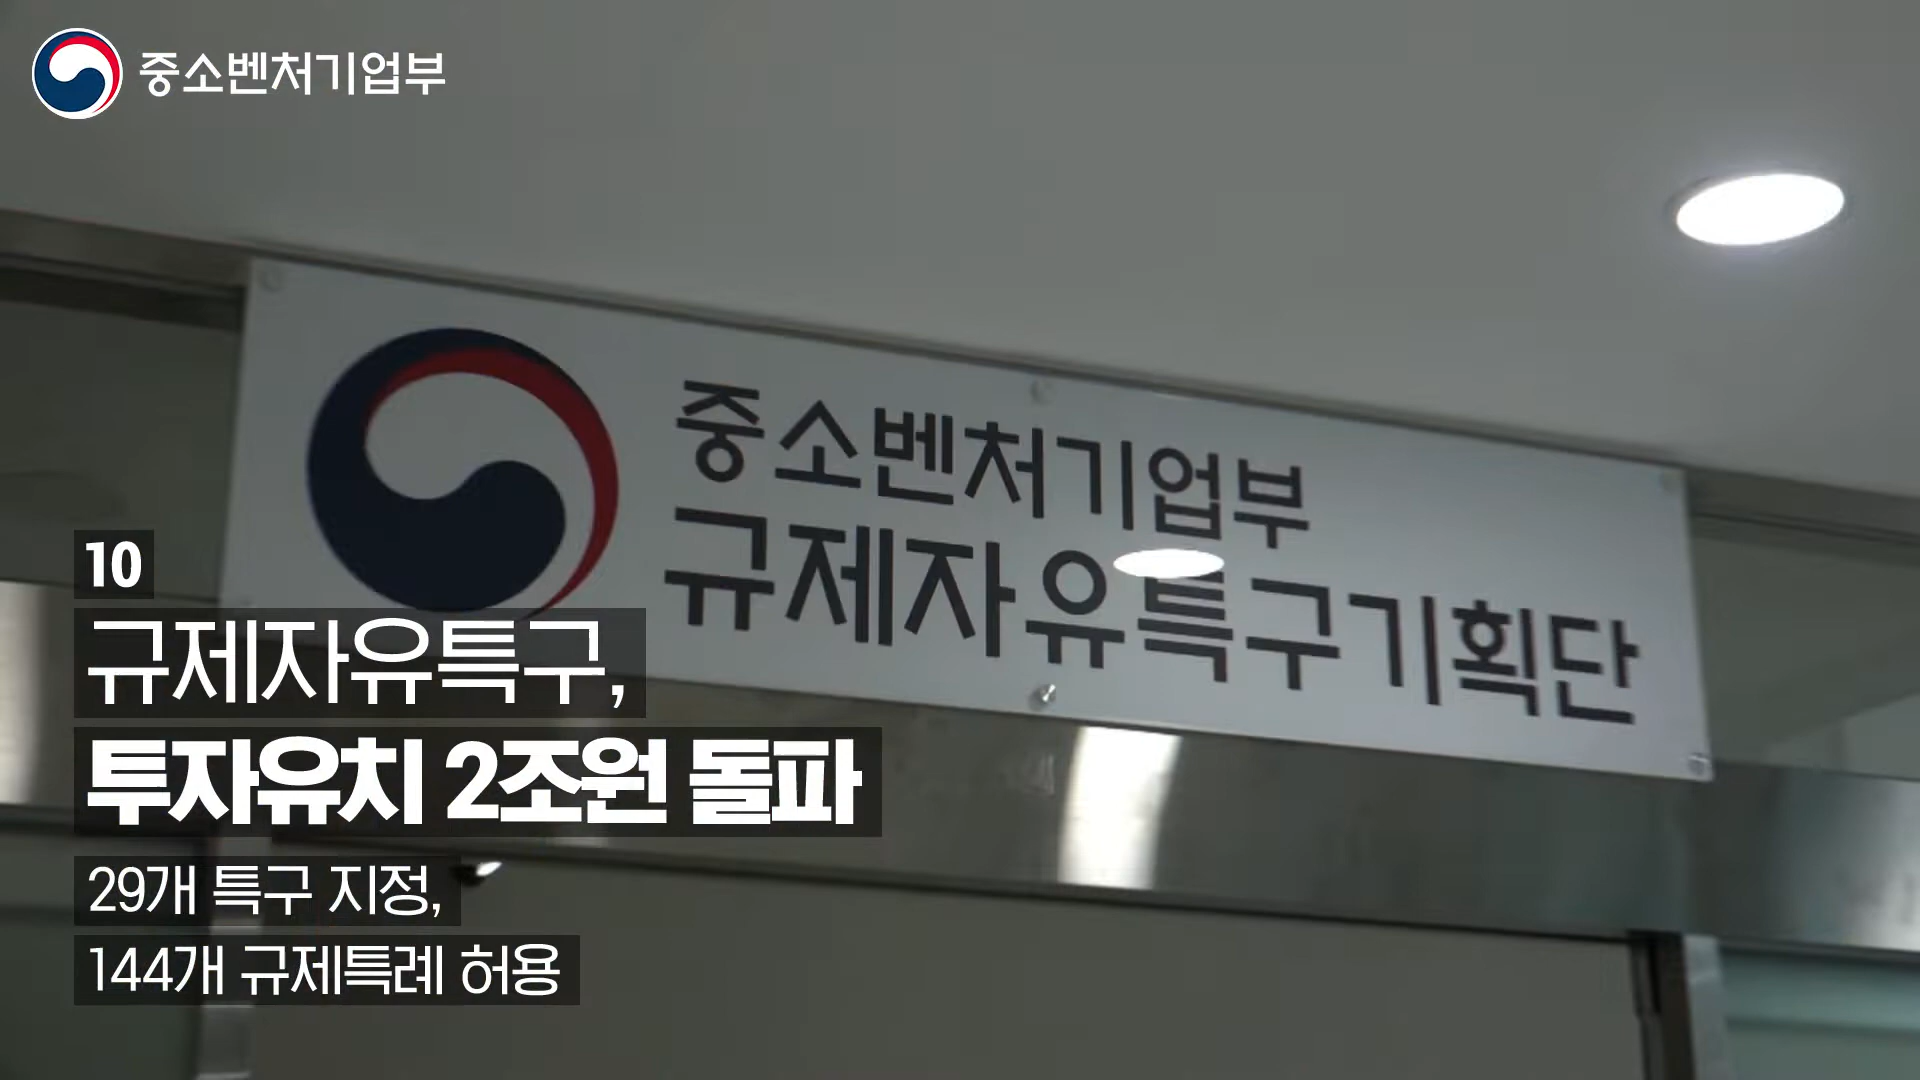 중소벤처기업부
중소벤처기업부
규제자유특구기획단
10
규제자유특구,
투자유치 2조원 돌파
29개 특구 지정,
144개 규제특례 허용